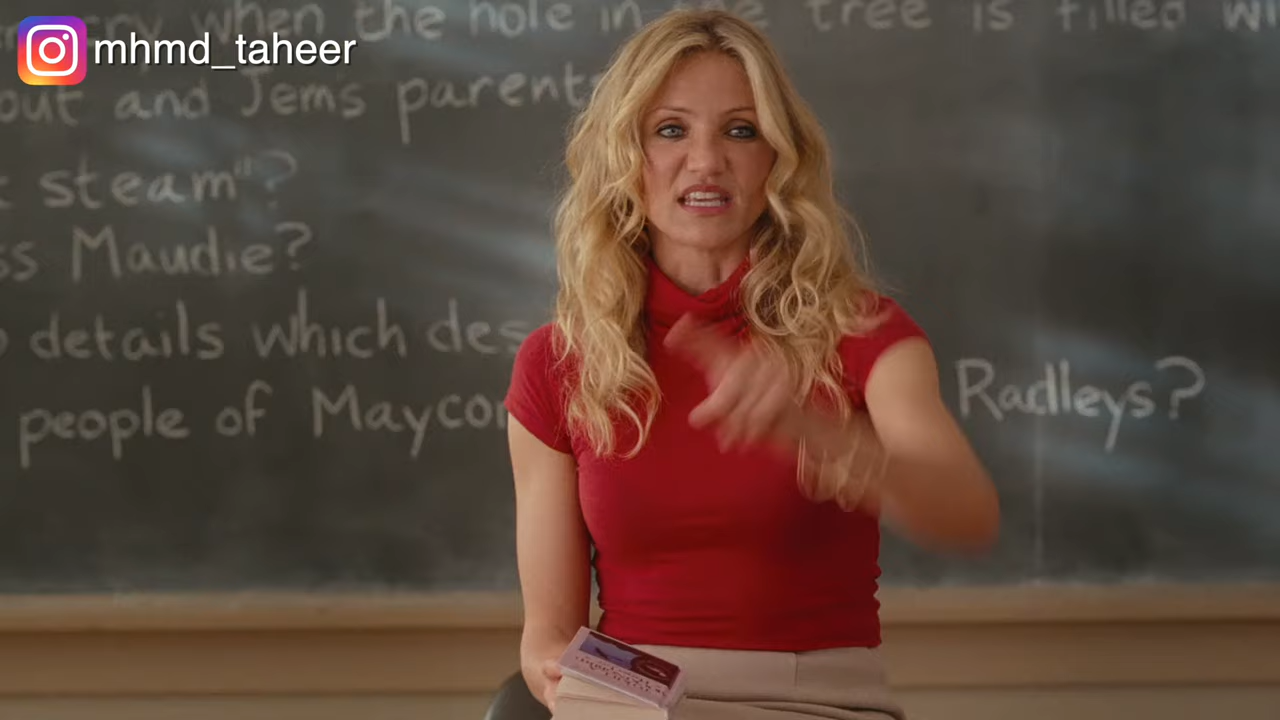 mhmd_taheer
when the hole in the tree is filled
out and Jems parents
steam"?
Maudie?
details which des
people of Maycom Radleys?